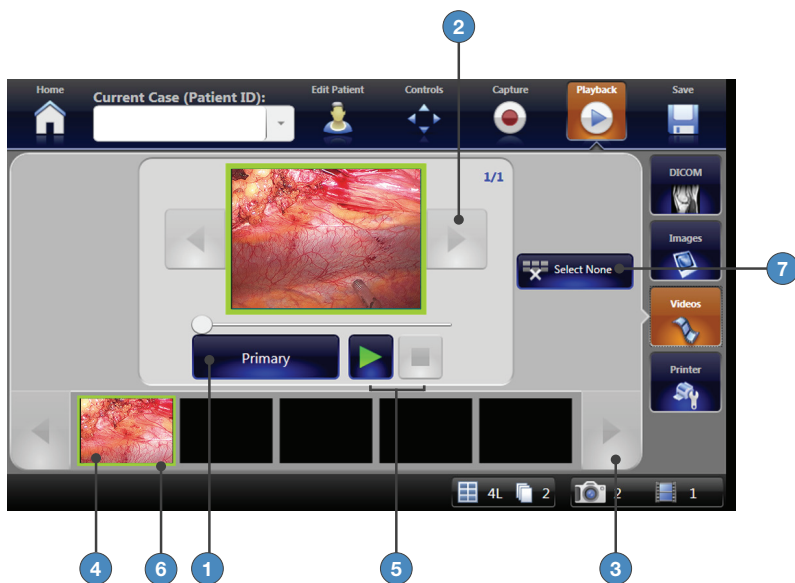 2
Home
Current Case (Patient ID):
Edit Patient
Controls
Capture
Playback
Save
1/1
DICOM
Images
Select None
7
Videos
Primary
Printer
4L 2 2 1
4 6 1 5 3